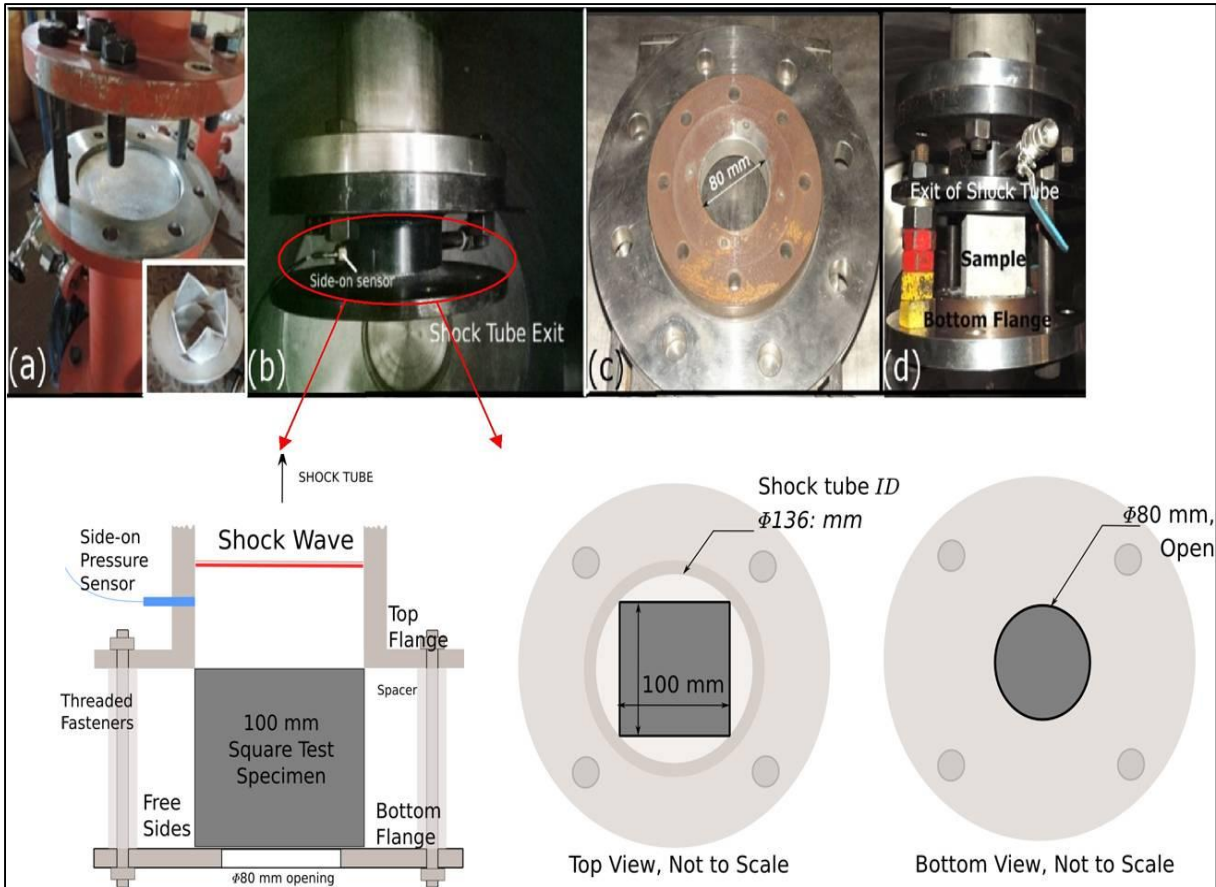 (a)
(b)
Side-on sensor
Shock Tube Exit
(c)
80 mm
(d)
Exit of Shock Tube
Sample
Bottom Flange
SHOCK TUBE
Side-on
Pressure
Sensor
Shock Wave
Top
Flange
Threaded
Fasteners
Spacer
100 mm
Square Test
Specimen
Free
Sides
Bottom
Flange
Φ80 mm opening
Shock tube ID
Φ136: mm
100 mm
Top View, Not to Scale
Φ80 mm,
Open
Bottom View, Not to Scale